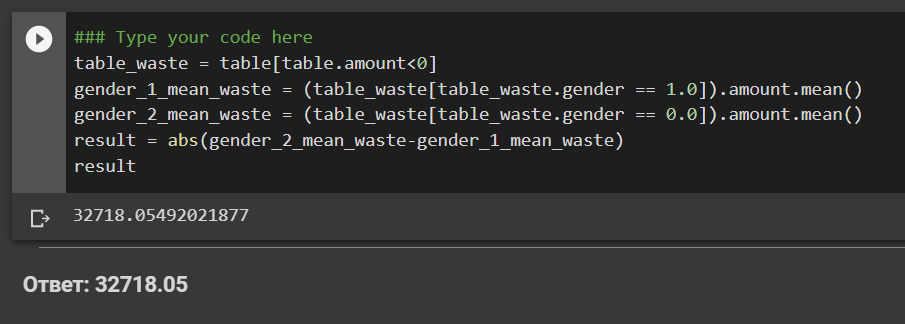 ### Type your code here
table_waste = table[table.amount<0]
gender_1_mean_waste = (table_waste[table_waste.gender == 1.0]).amount.mean()
gender_2_mean_waste = (table_waste[table_waste.gender == 0.0]).amount.mean()
result = abs(gender_2_mean_waste-gender_1_mean_waste)
result
32718.05492021877
Ответ: 32718.05